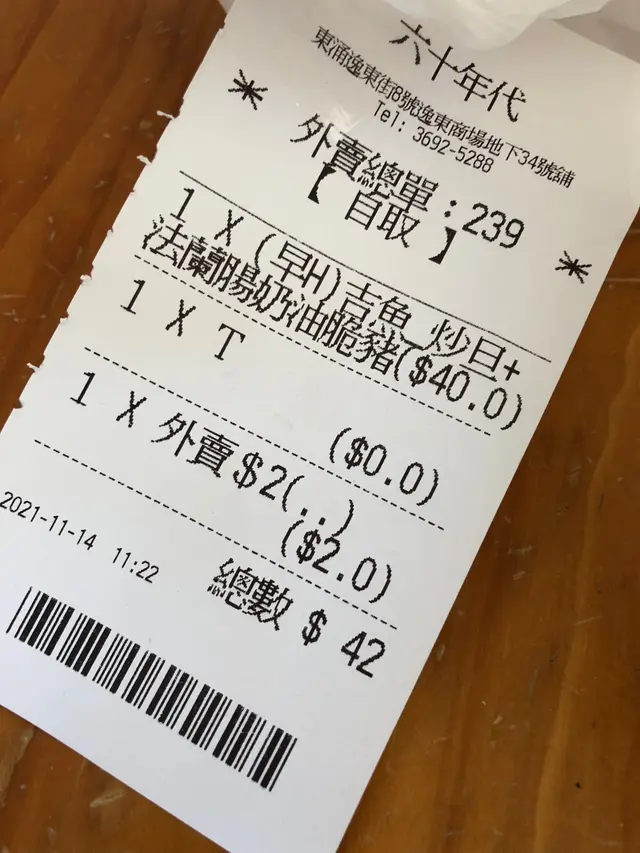 六十年代
東涌逸東街8號逸東商場地下34號舖
Tel: 3692-5288
外賣總單:239
【 自取 】
1 X (早H)吉魚_炒旦+
法蘭腸奶油脆豬($40.0)
1 X T
($0.0)
1 X 外賣$2(..)
($2.0)
總數 $ 42
2021-11-14 11:22